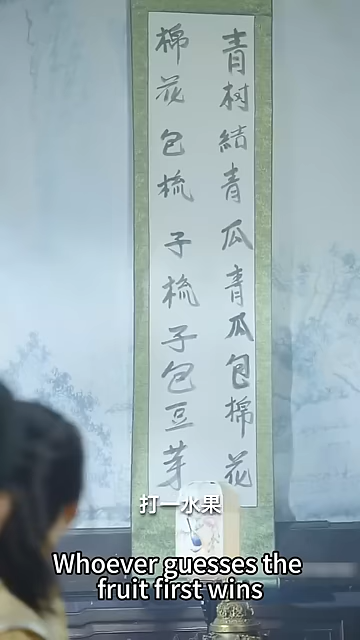 青树結青瓜青瓜包棉花
棉花包梳子梳子包豆芽
打一水果
Whoever guesses the
fruit first wins